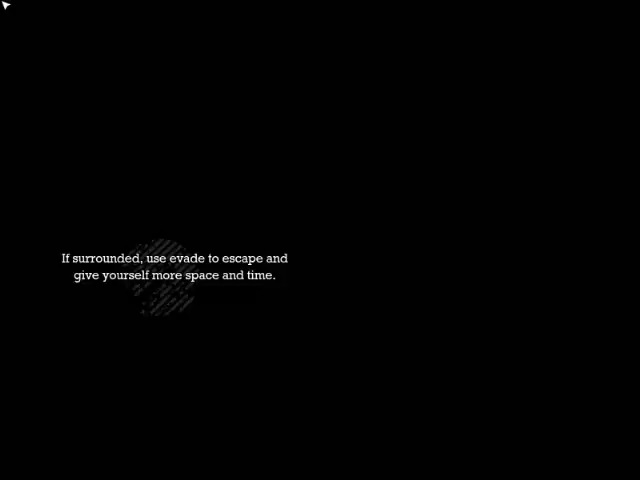 If surrounded, use evade to escape and
give yourself more space and time.